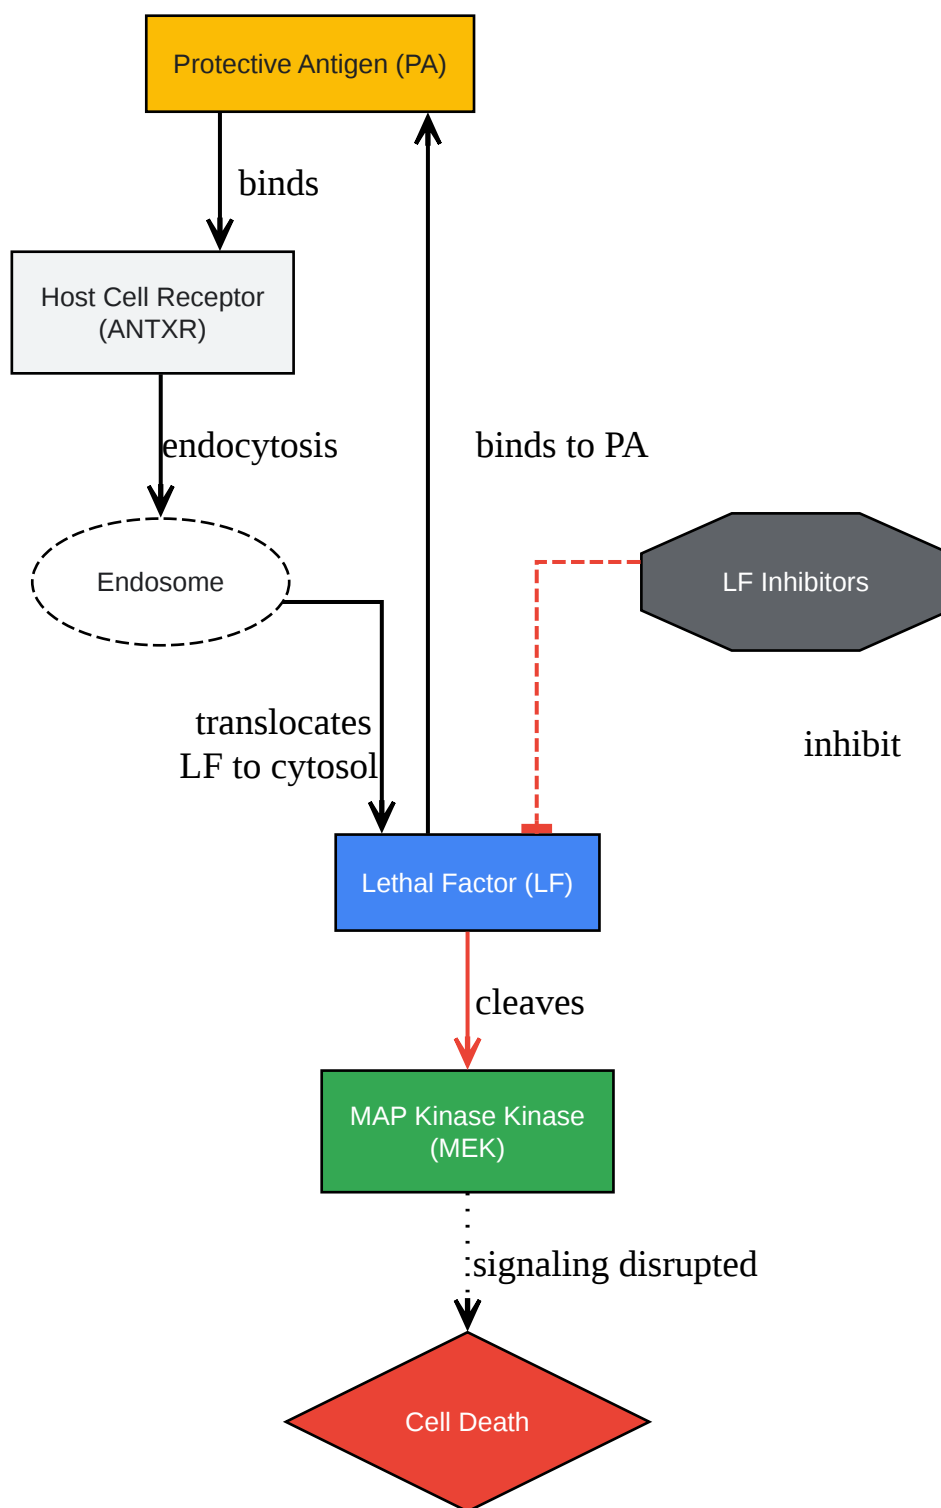 Protective Antigen (PA)
binds
Host Cell Receptor
(ANTXR)
endocytosis
binds to PA
Endosome
LF Inhibitors
translocates
LF to cytosol
inhibit
Lethal Factor (LF)
cleaves
MAP Kinase Kinase
(MEK)
signaling disrupted
Cell Death